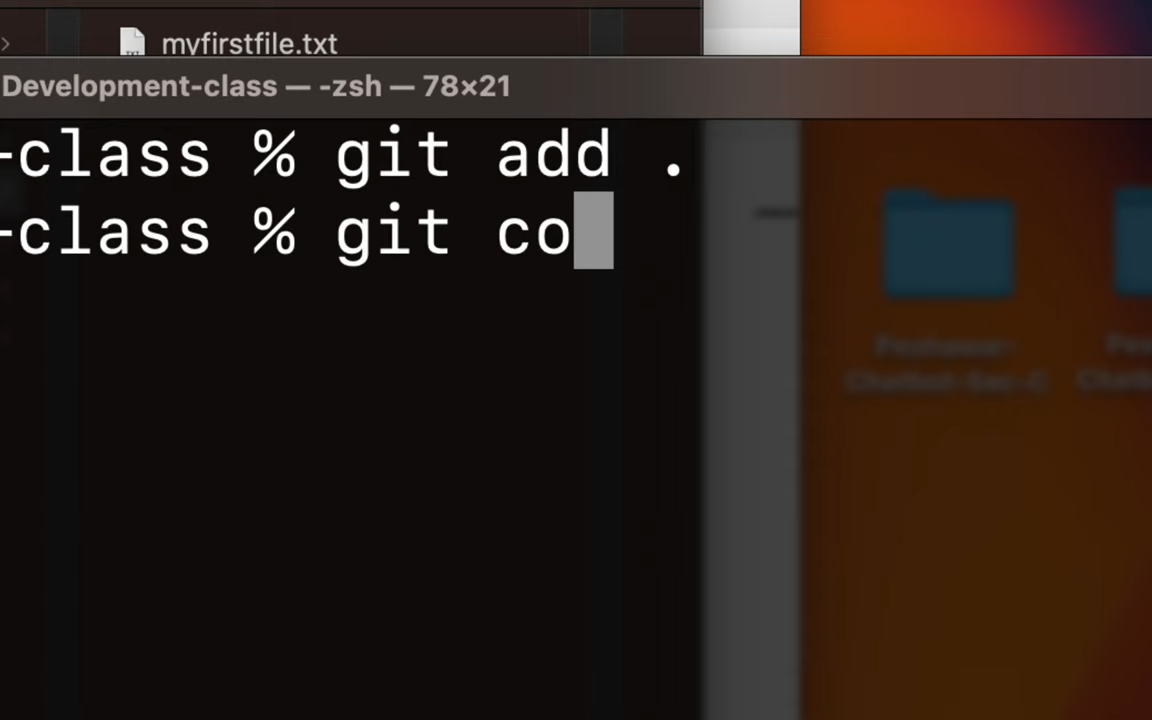 myfirstfile.txt
Development-class — -zsh — 78×21
-class % git add .
-class % git co